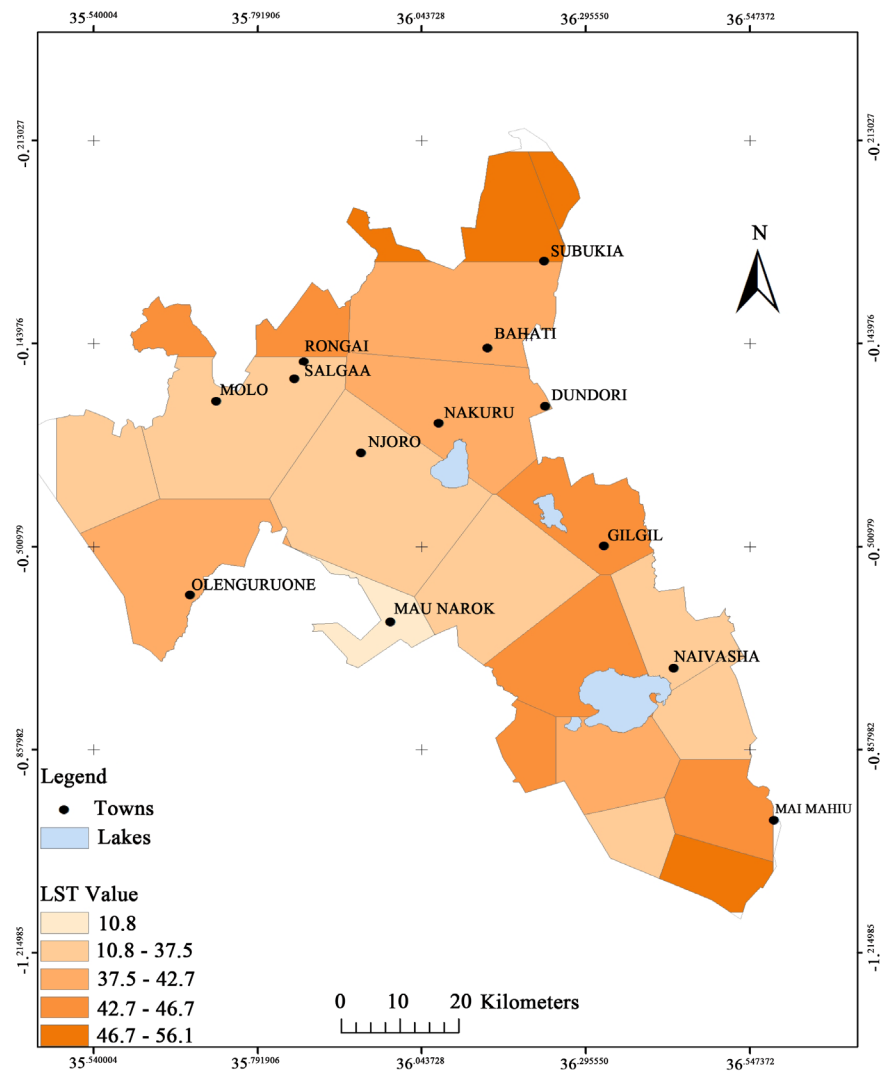 35.540004 35.791906 36.043728 36.295550 36.547372
-0.213027 -0.213027
N
SUBUKIA
-0.143976 BAHATI -0.143976
RONGAI
SALGAA
MOLO DUNDORI
NAKURU
NJORO
-0.500979 GILGIL -0.500979
OLENGURUONE
MAU NAROK
NAIVASHA
-0.857982 -0.857982
Legend
Towns MAI MAHIU
Lakes
LST Value
10.8
10.8 - 37.5
-1.214985 -1.214985
37.5 - 42.7
42.7 - 46.7
0 10 20 Kilometers
46.7 - 56.1
35.540004 35.791906 36.043728 36.295550 36.547372